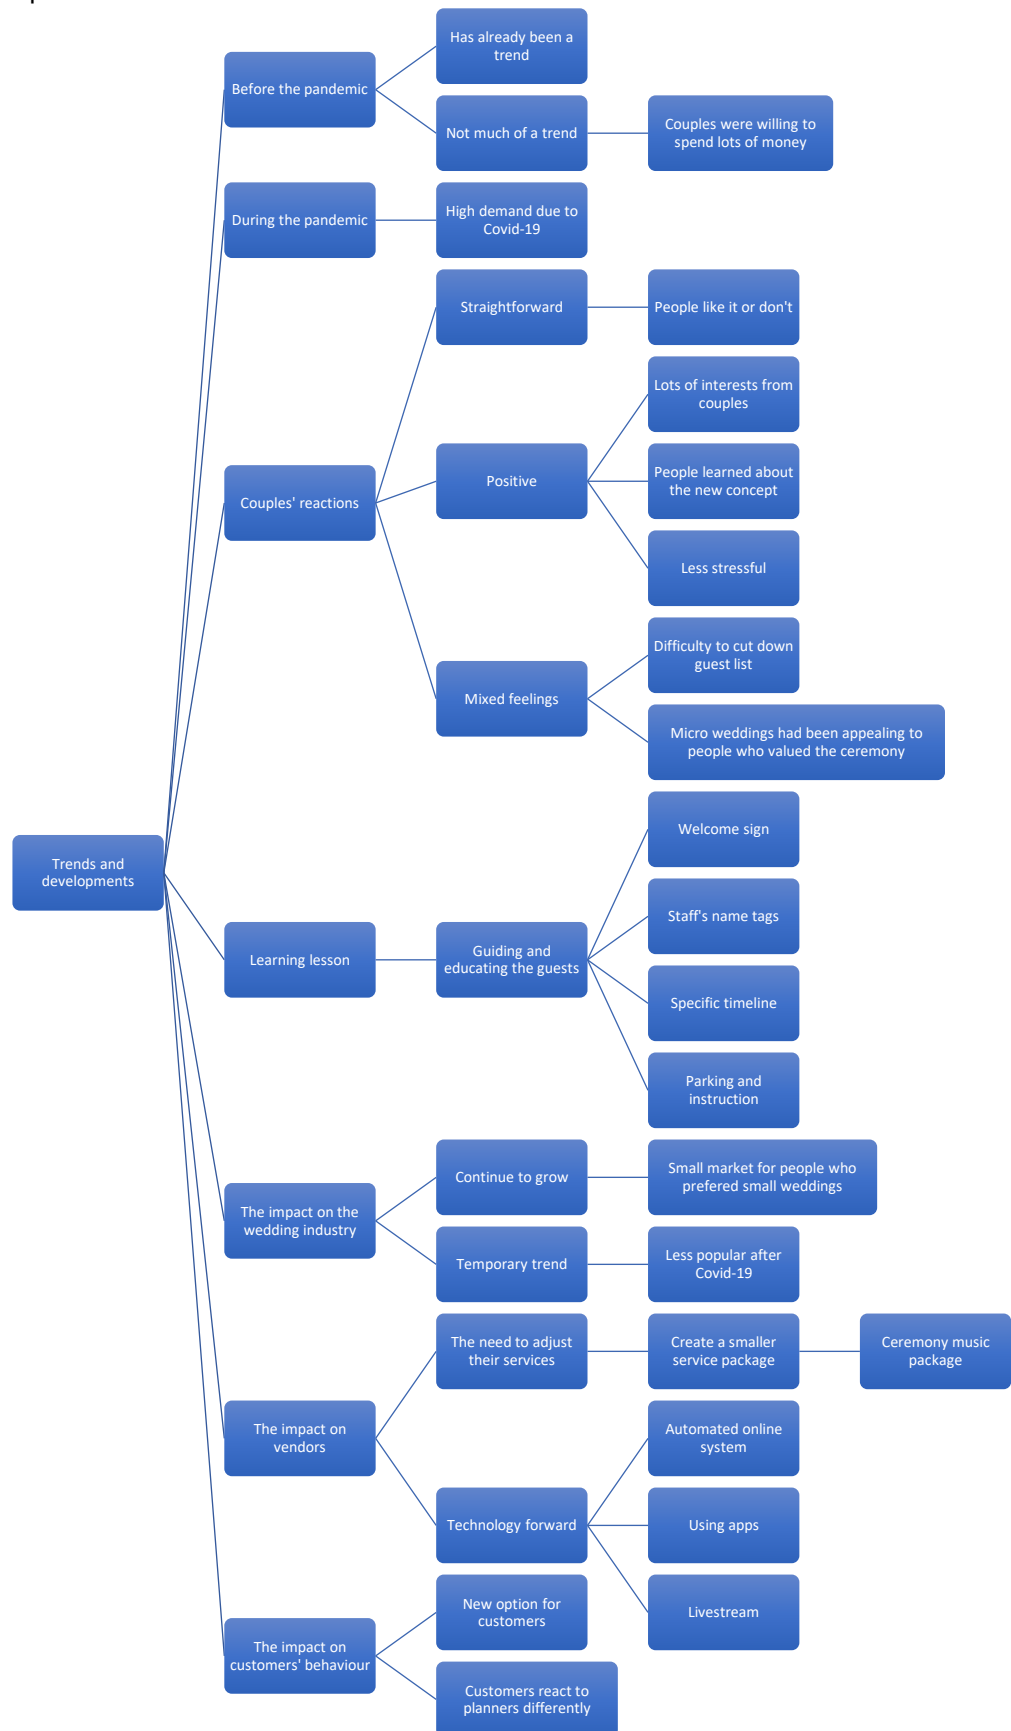 Has already been a
trend
Before the pandemic
Not much of a trend
Couples were willing to
spend lots of money
During the pandemic
High demand due to
Covid-19
Straightforward
People like it or don't
Lots of interests from
couples
Couples' reactions
Positive
People learned about
the new concept
Less stressful
Mixed feelings
Difficulty to cut down
guest list
Micro weddings had been appealing to
people who valued the ceremony
Trends and
developments
Welcome sign
Staff's name tags
Learning lesson
Guiding and
educating the guests
Specific timeline
Parking and
instruction
The impact on the
wedding industry
Continue to grow
Small market for people who
prefered small weddings
Temporary trend
Less popular after
Covid-19
The impact on
vendors
The need to adjust
their services
Create a smaller
service package
Ceremony music
package
Technology forward
Automated online
system
Using apps
Livestream
The impact on
customers' behaviour
New option for
customers
Customers react to
planners differently